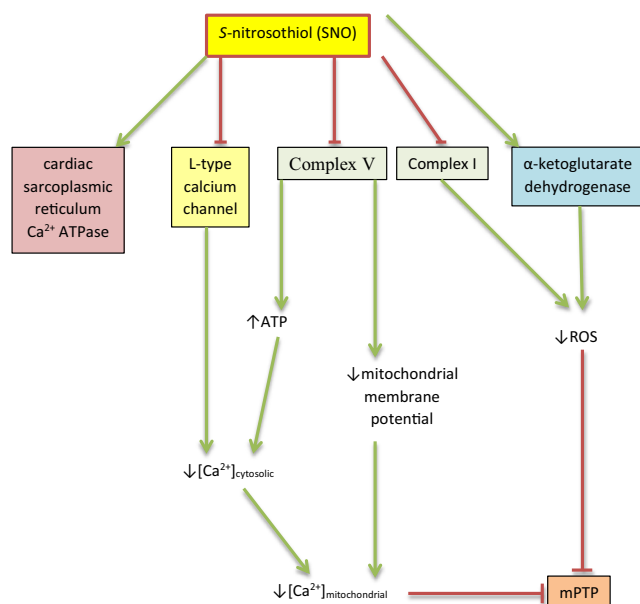 S-nitrosothiol (SNO)
cardiac
sarcoplasmic
reticulum
Ca²⁺ ATPase
L-type
calcium
channel
Complex V
Complex I
α-ketoglutarate
dehydrogenase
↑ATP
↓ROS
↓mitochondrial
membrane
potential
↓[Ca²⁺]cytosolic
↓[Ca²⁺]mitochondrial
mPTP